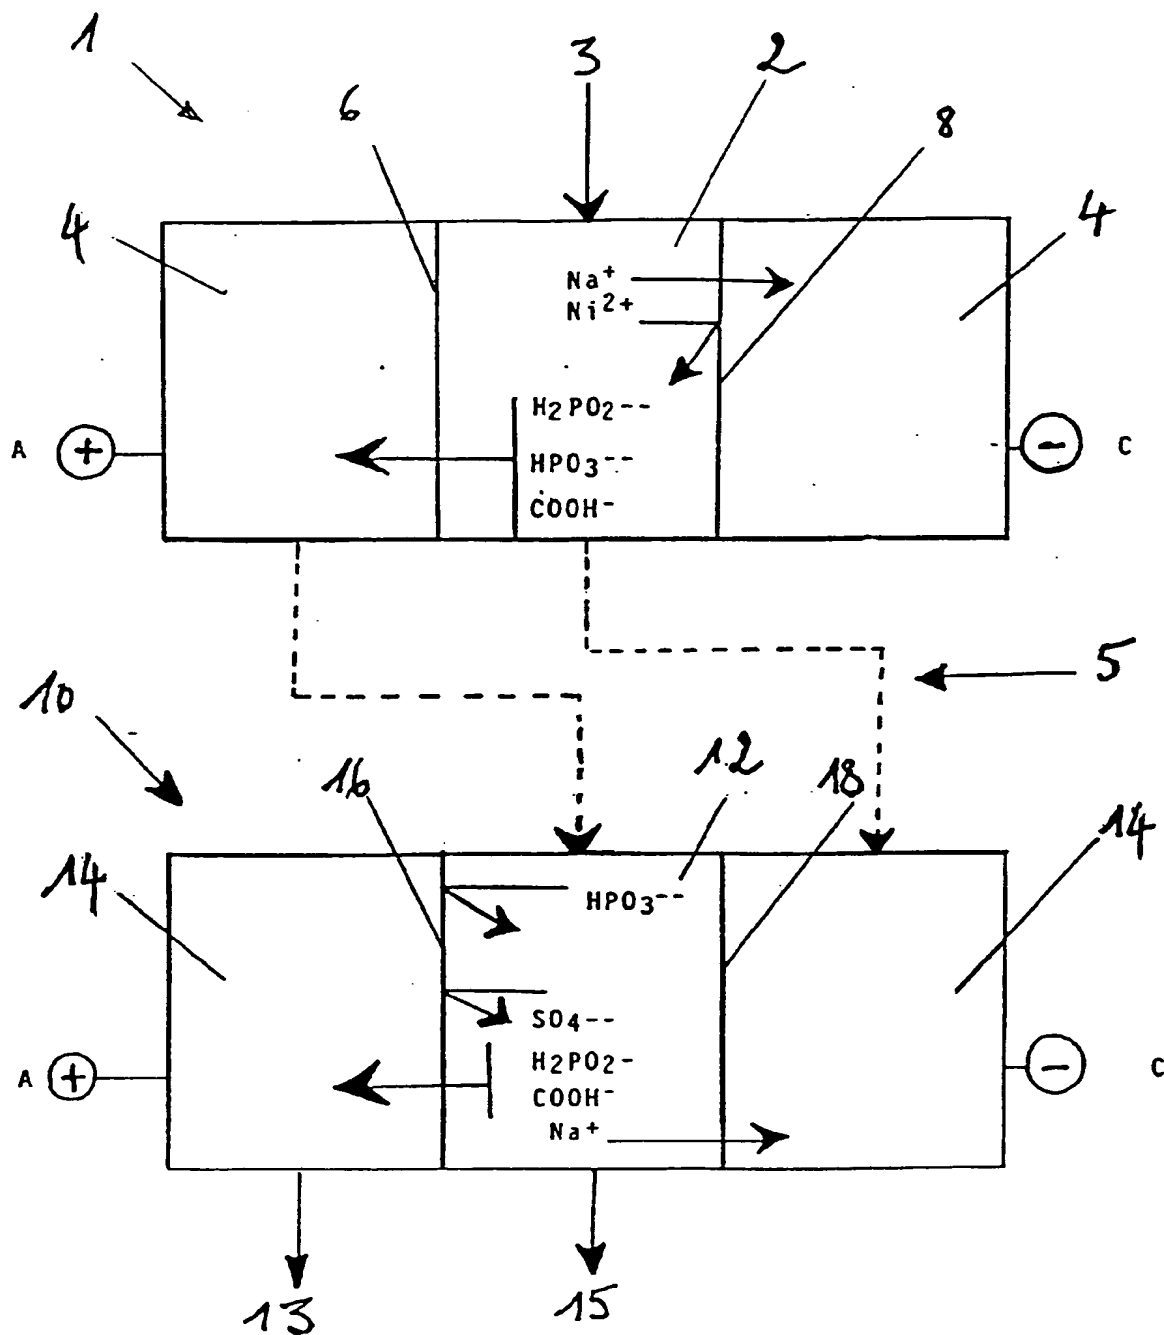 1
3
2
6
8
4
4
Na+
Ni2+
H2PO2--
A
+
HPO3--
-
C
COOH-
5
10
16
12
18
14
14
HPO3--
SO4--
H2PO2-
A
+
COOH-
-
C
Na+
13
15